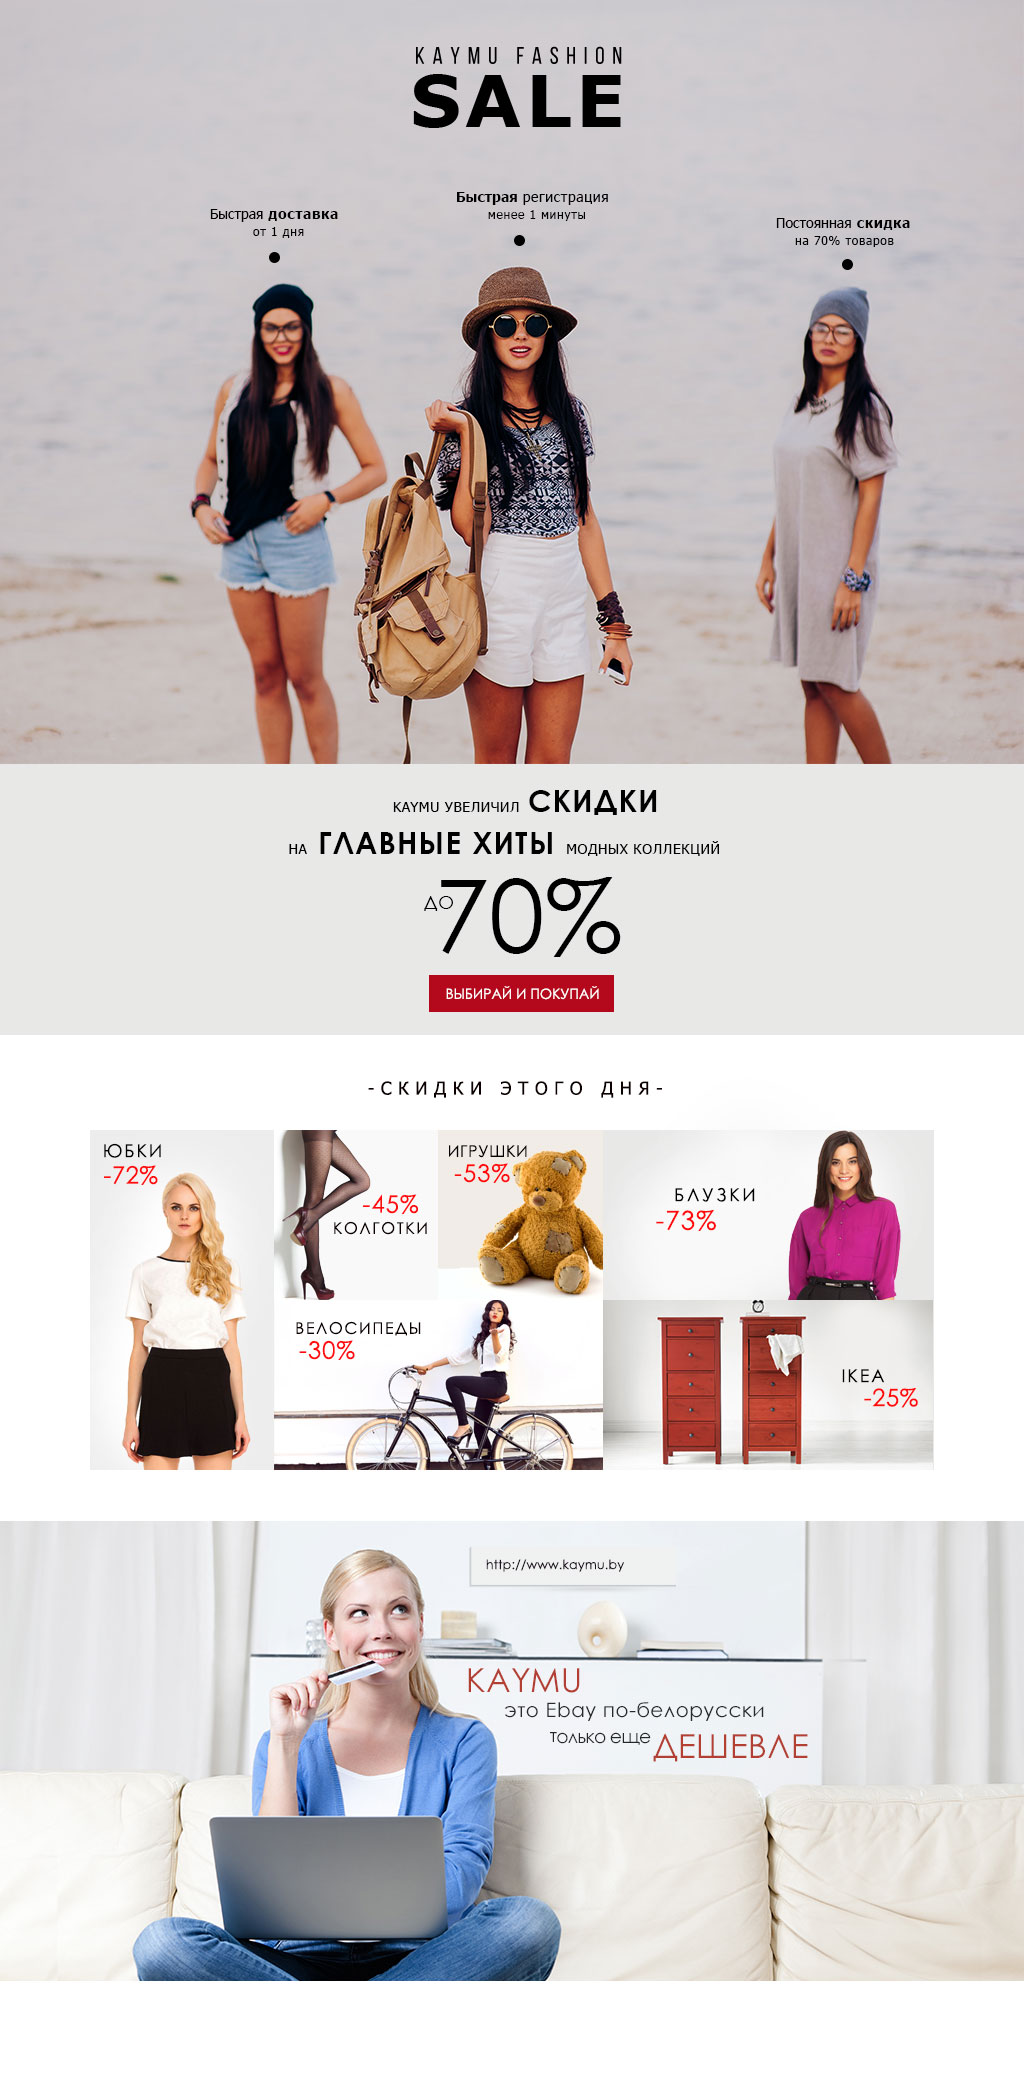 KAYMU FASHION
SALE
Быстрая доставка
от 1 дня
Быстрая регистрация
менее 1 минуты
Постоянная скидка
на 70% товаров
KAYMU УВЕЛИЧИЛ СКИДКИ
НА ГЛАВНЫЕ ХИТЫ МОДНЫХ КОЛЛЕКЦИЙ
ДО 70%
ВЫБИРАЙ И ПОКУПАЙ
-СКИДКИ ЭТОГО ДНЯ-
ЮБКИ
-72%
-45%
КОЛГОТКИ
ИГРУШКИ
-53%
БЛУЗКИ
-73%
ВЕЛОСИПЕДЫ
-30%
IKEA
-25%
http://www.kaymu.by
KAYMU
это Ebay по-белорусски
только еще ДЕШЕВЛЕ